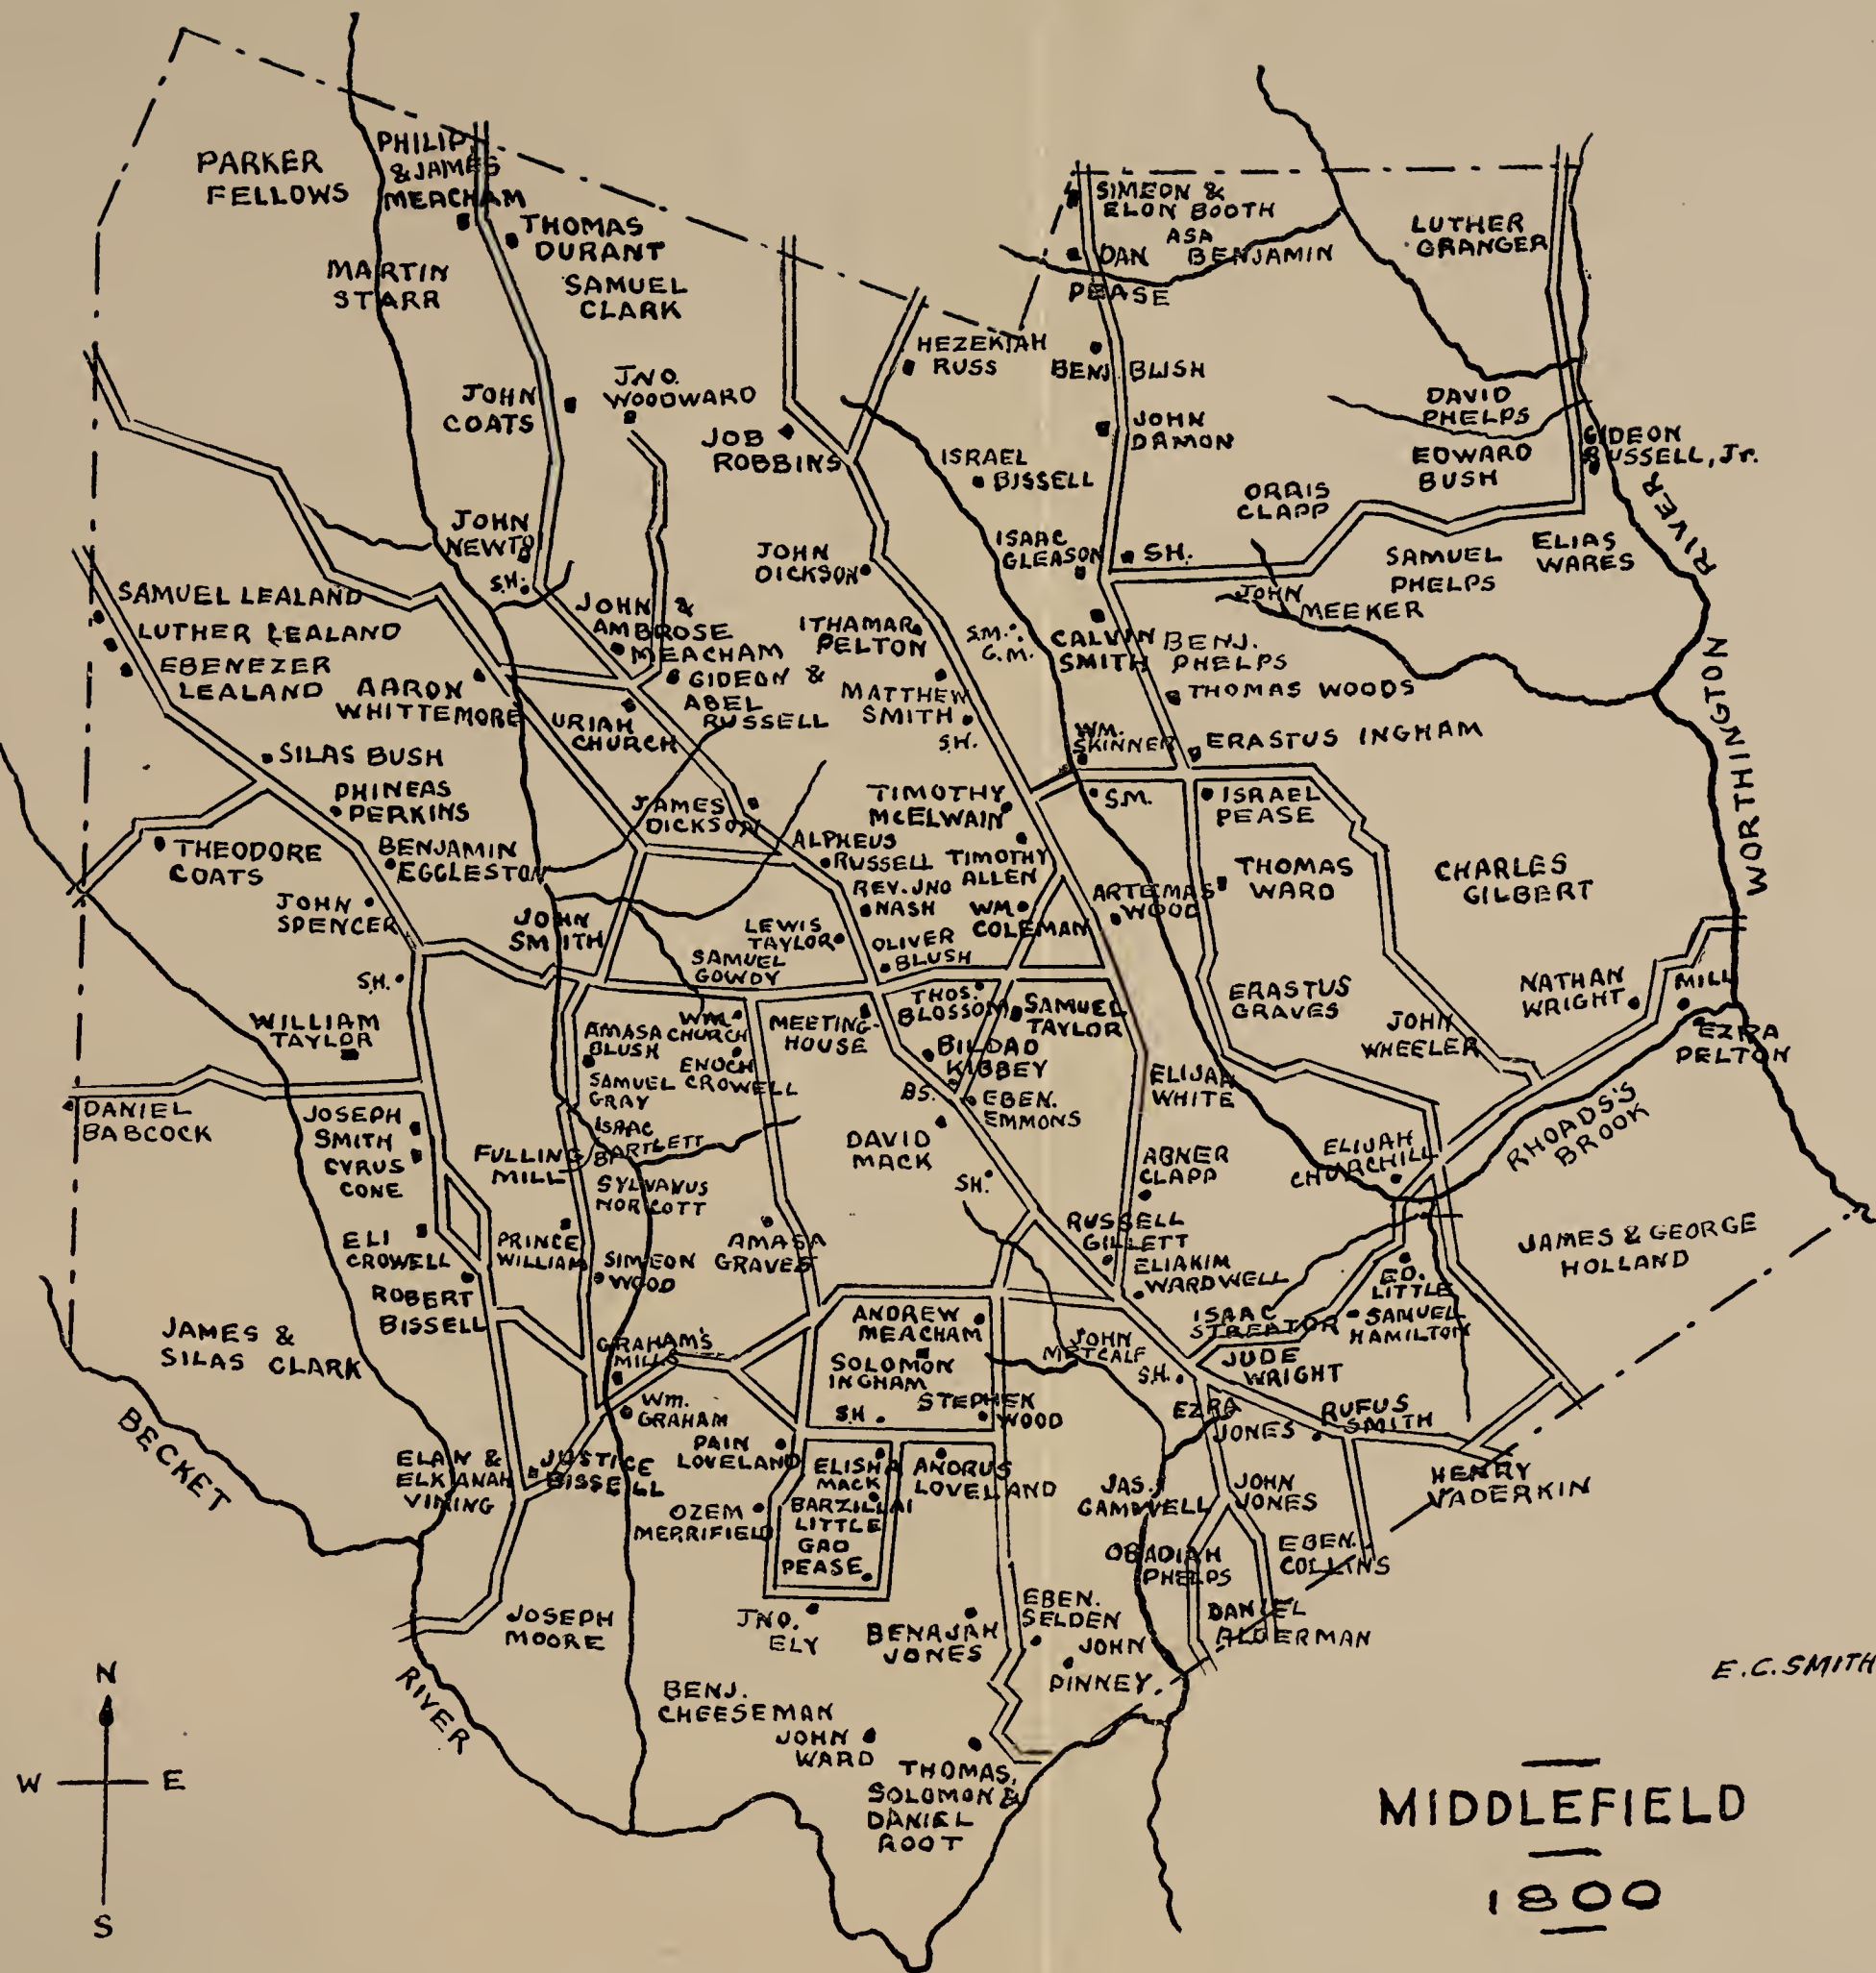 PARKER
FELLOWS
PHILIP
& JAMES
MEACHAM
THOMAS
DURANT
MARTIN
STARR
SAMUEL
CLARK
SIMEON &
ELON BOOTH
ASA
BENJAMIN
DAN
PEASE
LUTHER
GRANGER
HEZEKIAH
RUSS
BENJ. BLISH
JOHN
COATS
JNO.
WOODWARD
JOB
ROBBINS
JOHN
DAMON
DAVID
PHELPS
GIDEON
RUSSELL, Jr.
ISRAEL
BISSELL
EDWARD
BUSH
ORRIS
CLAPP
JOHN
NEWTON
S.H.
JOHN
DICKSON
ISAAC
GLEASON
SH.
SAMUEL
PHELPS
ELIAS
WARES
RIVER
WORTHINGTON
SAMUEL LEALAND
LUTHER LEALAND
EBENEZER
LEALAND
JOHN &
AMBROSE
MEACHAM
ITHAMAR
PELTON
S.M.
G.M.
CALVIN
SMITH
BENJ.
PHELPS
JOHN
MEEKER
AARON
WHITTEMORE
GIDEON &
ABEL
RUSSELL
MATTHEW
SMITH
S.H.
THOMAS WOODS
URIAH
CHURCH
WM.
SKINNER
ERASTUS INGHAM
SILAS BUSH
PHINEAS
PERKINS
JAMES
DICKSON
TIMOTHY
McELWAIN
S.M.
ISRAEL
PEASE
THEODORE
COATS
BENJAMIN
EGGLESTON
ALPHEUS
RUSSELL
TIMOTHY
ALLEN
THOMAS
WARD
CHARLES
GILBERT
REV. JNO
NASH
WM.
COLEMAN
ARTEMAS
WOOD
JOHN
SPENCER
JOHN
SMITH
LEWIS
TAYLOR
OLIVER
BLUSH
SAMUEL
GOWDY
S.H.
THOS.
BLOSSOM
SAMUEL
TAYLOR
ERASTUS
GRAVES
NATHAN
WRIGHT
MILL
WILLIAM
TAYLOR
AMASA
BLUSH
WM.
CHURCH
MEETING-
HOUSE
JOHN
WHEELER
EZRA
PELTON
ENOCH
CROWELL
BILDAD
KIBBEY
SAMUEL
GRAY
BS.
EBEN.
EMMONS
ELIJAH
WHITE
DANIEL
BABCOCK
JOSEPH
SMITH
CYRUS
CONE
ISAAC
BARTLETT
FULLING
MILL
DAVID
MACK
ELIJAH
CHURCHILL
RHOADS'S
BROOK
SYLVANUS
NORCOTT
SH.
ABNER
CLAPP
ELI
CROWELL
PRINCE
WILLIAM
SIMEON
WOOD
AMASA
GRAVES
RUSSELL
GILLETT
ELIAKIM
WARDWELL
ED.
LITTLE
JAMES & GEORGE
HOLLAND
ROBERT
BISSELL
ISAAC
STREATOR
SAMUEL
HAMILTON
ANDREW
MEACHAM
JAMES &
SILAS CLARK
GRAHAM'S
MILLS
SOLOMON
INGHAM
JOHN
METCALF
S.H.
JUDE
WRIGHT
WM.
GRAHAM
S.H.
STEPHEN
WOOD
EZRA
JONES
RUFUS
SMITH
BECKET
PAIN
LOVELAND
ELAN &
ELKANAH
VINING
JUSTICE
BISSELL
ELISHA
MACK
ANDRUS
LOVELAND
HENRY
VADERKIN
OZEM
MERRIFIELD
BARZILLAI
LITTLE
JAS.
GAMWELL
JOHN
JONES
GAD
PEASE
OBADIAH
PHELPS
EBEN.
COLLINS
JOSEPH
MOORE
JNO.
ELY
BENAJAH
JONES
EBEN.
SELDEN
DANIEL
ALDERMAN
JOHN
PINNEY
RIVER
BENJ.
CHEESEMAN
JOHN
WARD
THOMAS,
SOLOMON &
DANIEL
ROOT
N
W E
S
E.C. SMITH
MIDDLEFIELD
1800